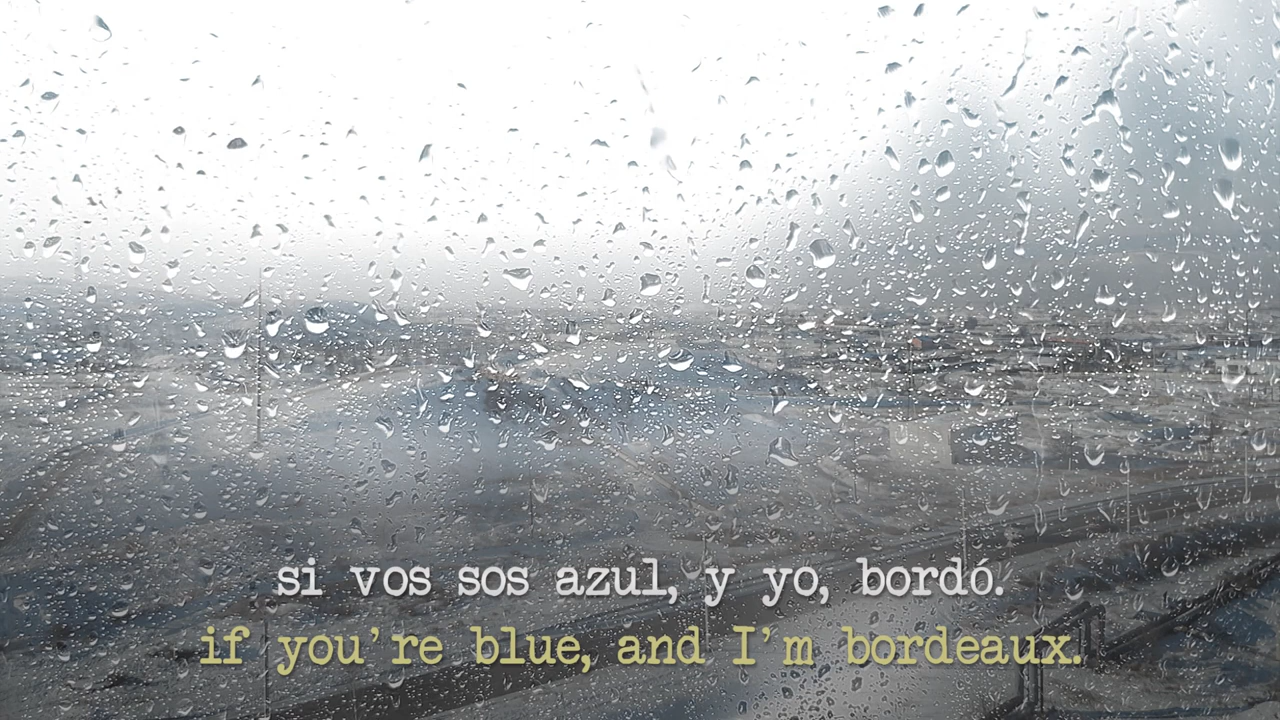 si vos sos azul, y yo, bordó.
if you're blue, and I'm bordeaux.